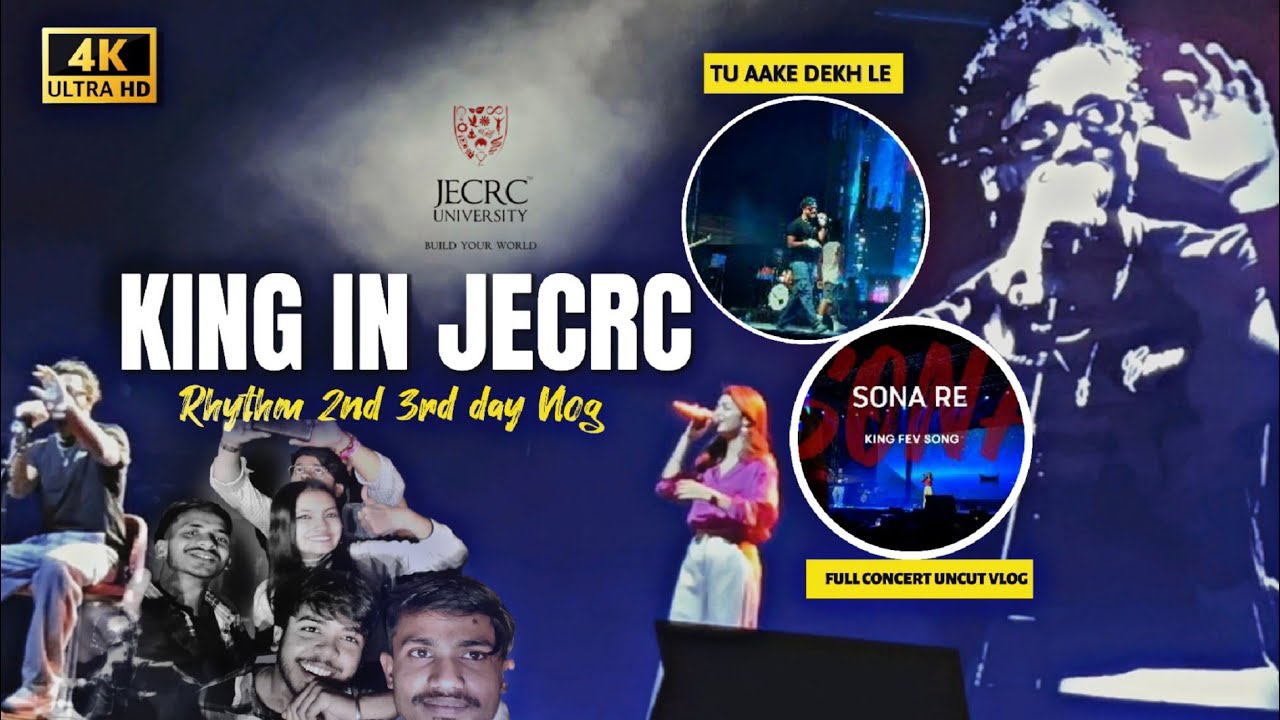 4K
ULTRA HD
TU AAKE DEKH LE
JECRC™
UNIVERSITY
BUILD YOUR WORLD
KING IN JECRC
Rhythm 2nd 3rd day Vlog
SONA RE
KING FEV SONG
FULL CONCERT UNCUT VLOG